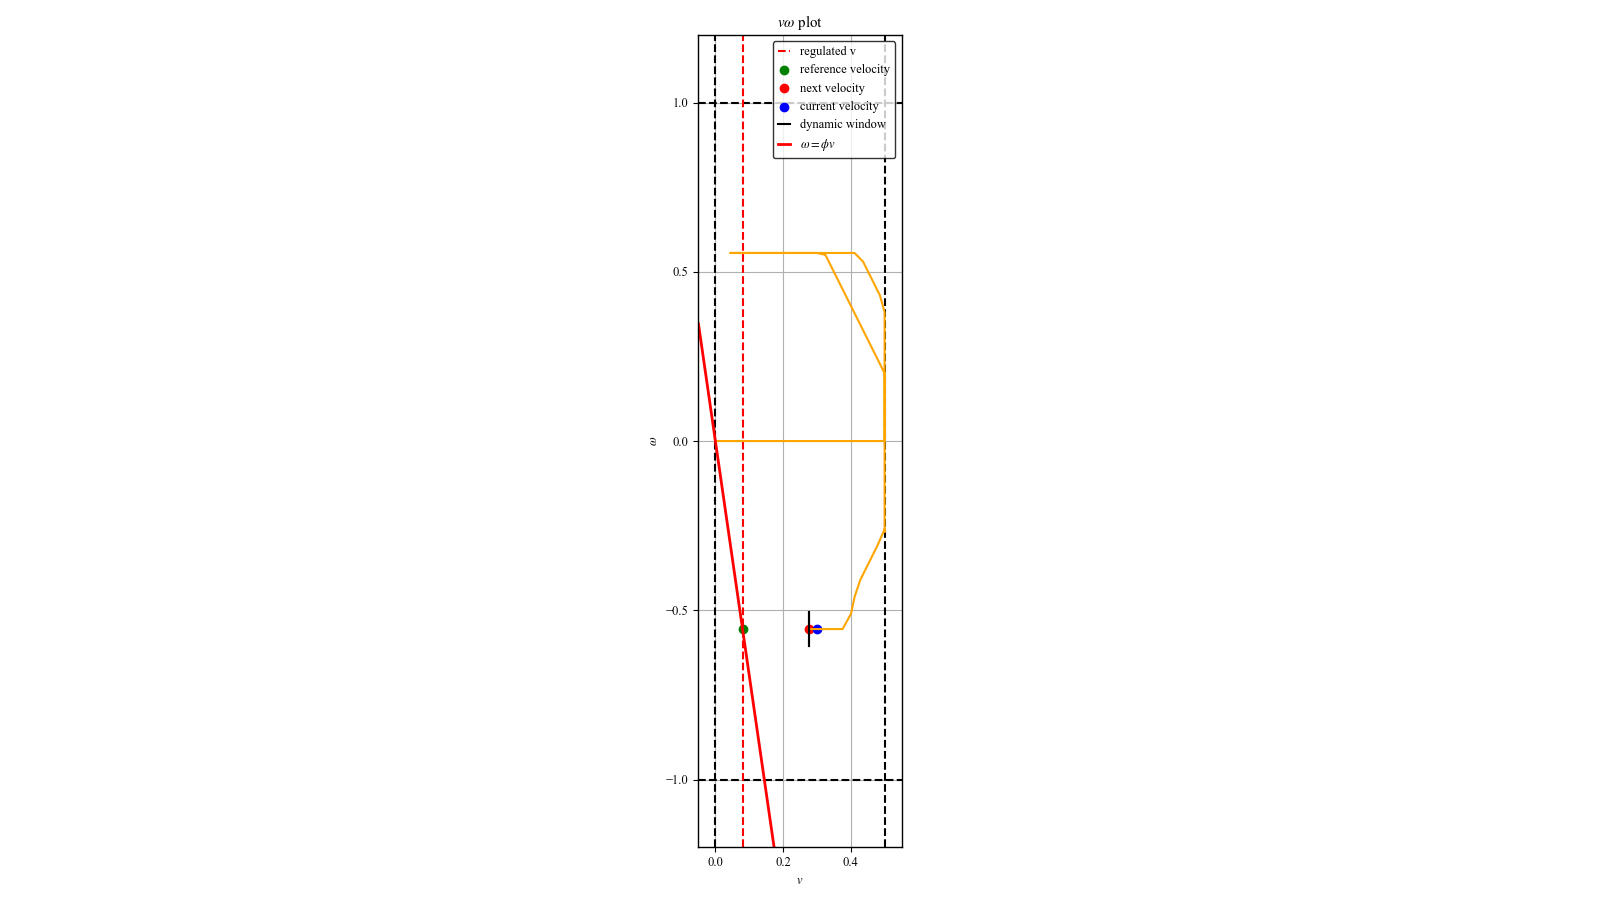 vω plot
regulated v
reference velocity
next velocity
current velocity
dynamic window
ω = ϕv
1.0
0.5
0.0
−0.5
−1.0
ω
0.0 0.2 0.4
v